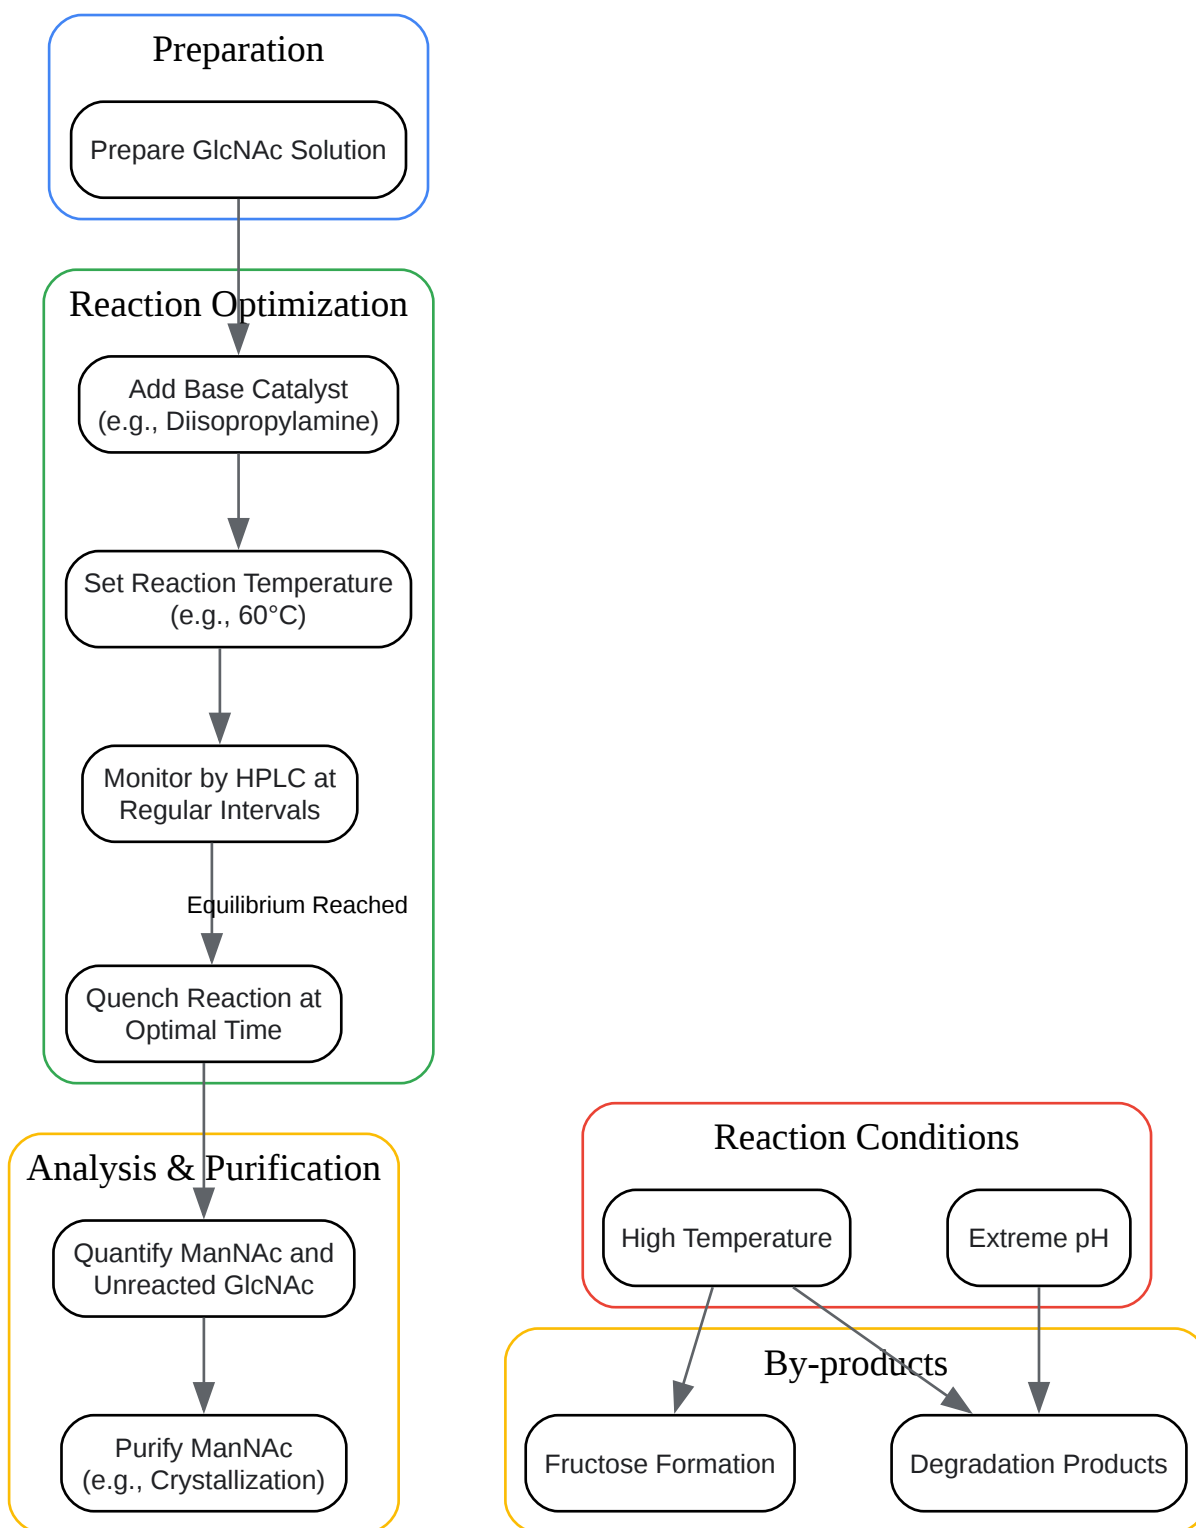 Preparation
Prepare GlcNAc Solution
Reaction Optimization
Add Base Catalyst
(e.g., Diisopropylamine)
Set Reaction Temperature
(e.g., 60°C)
Monitor by HPLC at
Regular Intervals
Equilibrium Reached
Quench Reaction at
Optimal Time
Analysis & Purification
Quantify ManNAc and
Unreacted GlcNAc
Purify ManNAc
(e.g., Crystallization)
Reaction Conditions
High Temperature
Extreme pH
By-products
Fructose Formation
Degradation Products